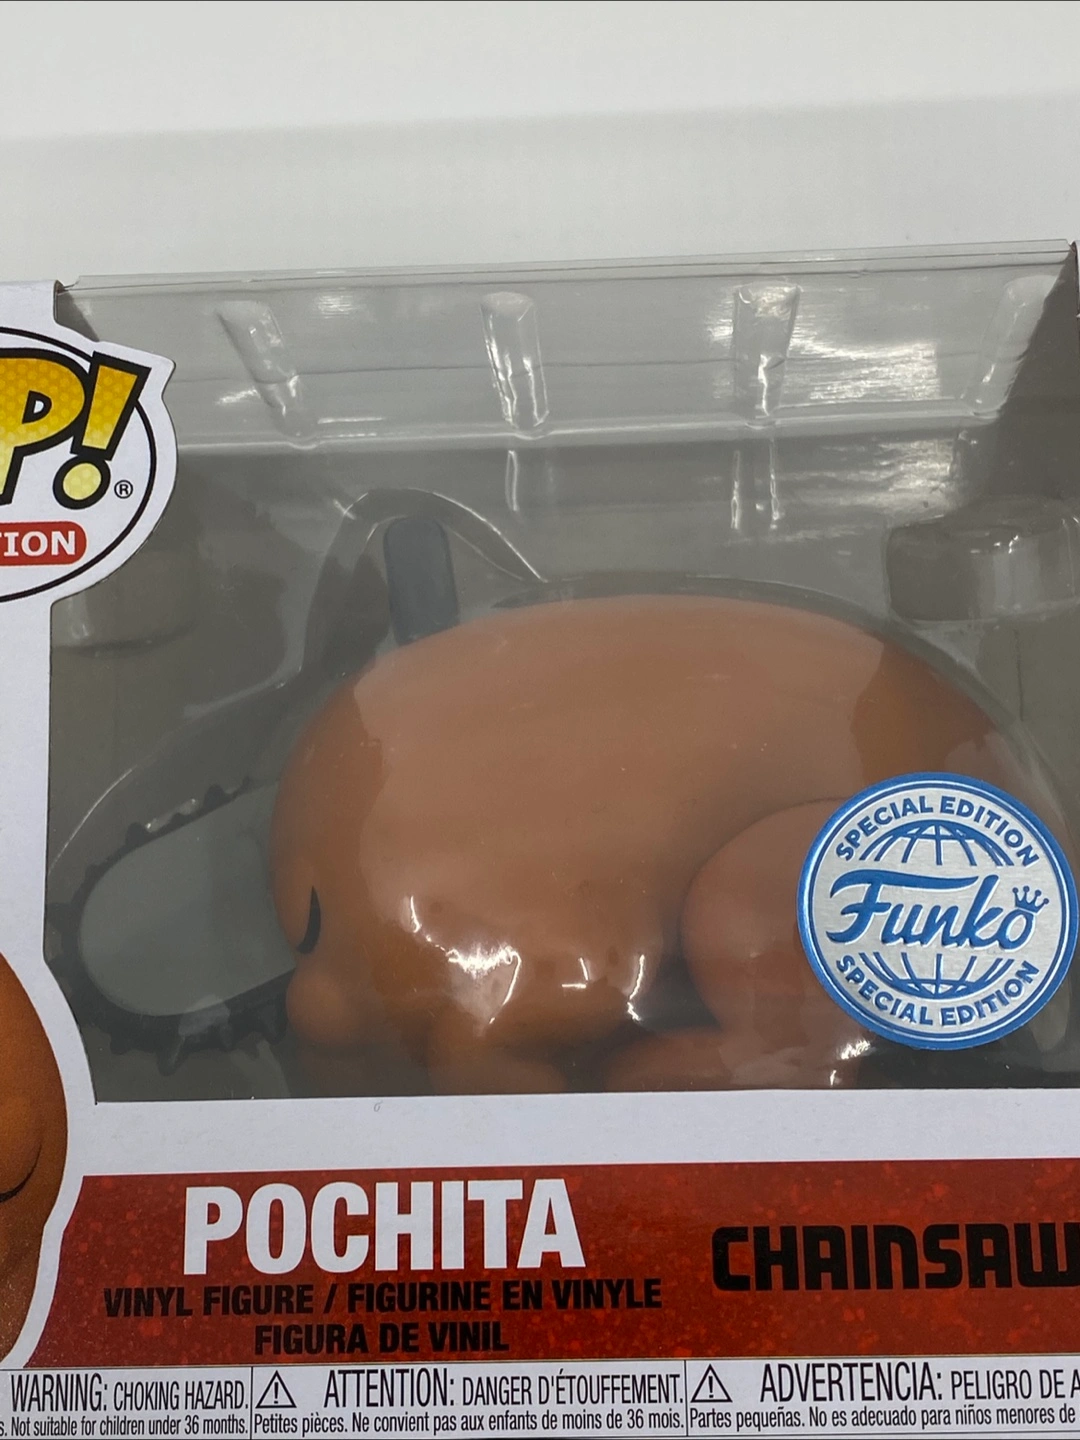 P!
®
TION
SPECIAL EDITION
Funko
SPECIAL EDITION
POCHITA
CHAINSAW
VINYL FIGURE / FIGURINE EN VINYLE
FIGURA DE VINIL
WARNING: CHOKING HAZARD.
s. Not suitable for children under 36 months.
ATTENTION: DANGER D'ÉTOUFFEMENT.
Petites pièces. Ne convient pas aux enfants de moins de 36 mois.
ADVERTENCIA: PELIGRO DE A
Partes pequeñas. No es adecuado para niños menores de